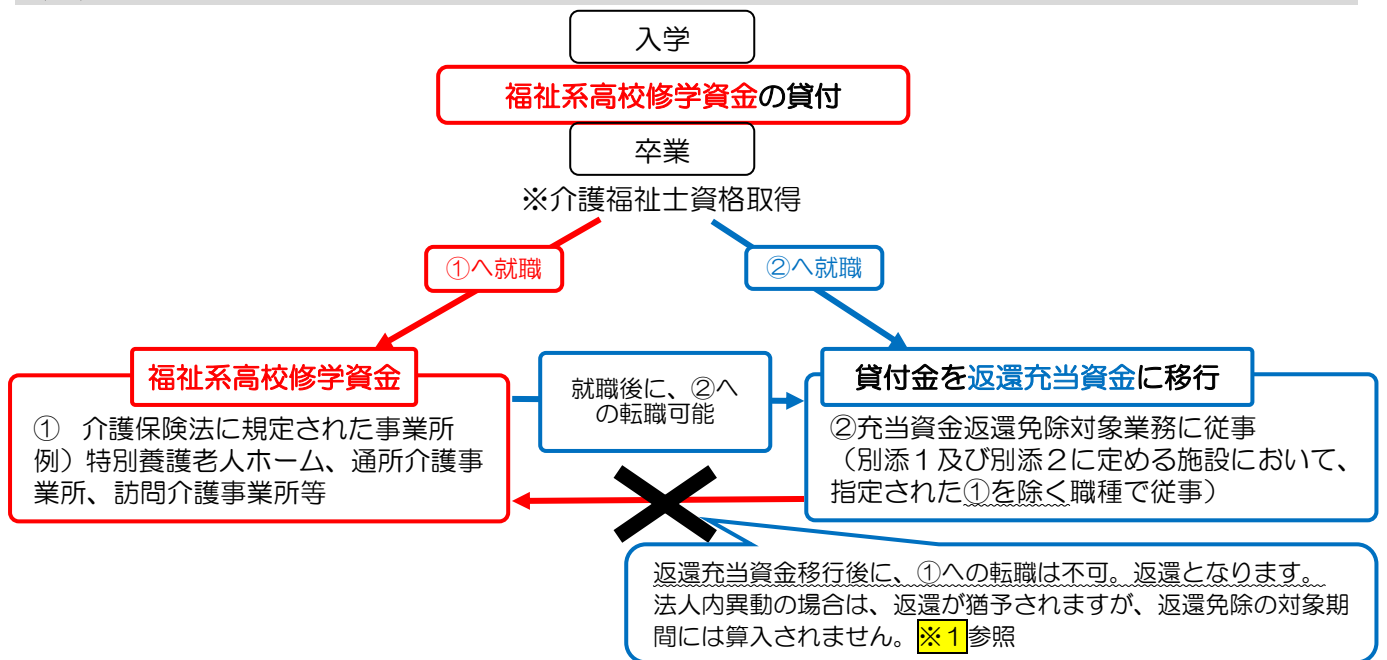 入学
福祉系高校修学資金の貸付
卒業
※介護福祉士資格取得
①へ就職
②へ就職
福祉系高校修学資金
① 介護保険法に規定された事業所
例）特別養護老人ホーム、通所介護事
業所、訪問介護事業所等
就職後に、②へ
の転職可能
貸付金を返還充当資金に移行
②充当資金返還免除対象業務に従事
（別添１及び別添２に定める施設において、
指定された①を除く職種で従事）
返還充当資金移行後に、①への転職は不可。返還となります。
法人内異動の場合は、返還が猶予されますが、返還免除の対象期
間には算入されません。※１参照